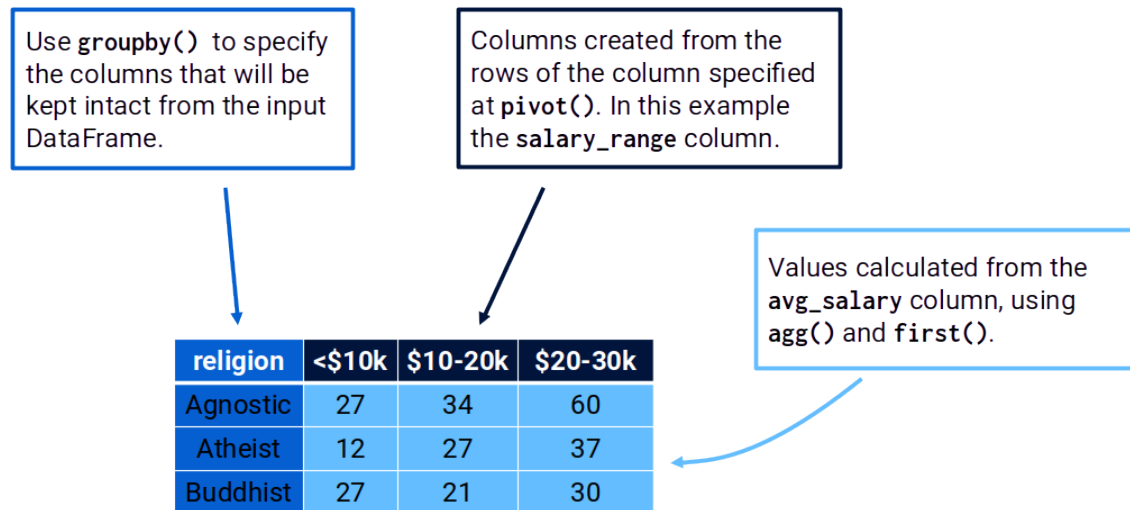 Use groupby() to specify
the columns that will be
kept intact from the input
DataFrame.
Columns created from the
rows of the column specified
at pivot(). In this example
the salary_range column.
Values calculated from the
avg_salary column, using
agg() and first().
religion <$10k $10-20k $20-30k
Agnostic 27 34 60
Atheist 12 27 37
Buddhist 27 21 30